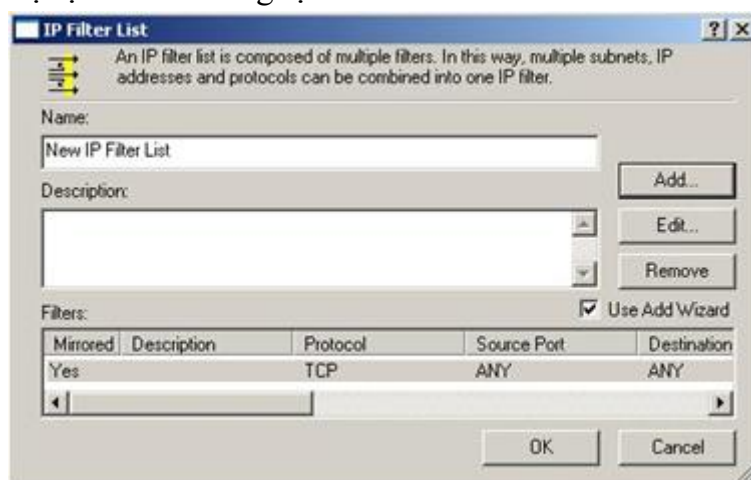 IP Filter List
An IP filter list is composed of multiple filters. In this way, multiple subnets, IP
addresses and protocols can be combined into one IP filter.
Name:
New IP Filter List
Add...
Description:
Edit...
Remove
Filters:
Use Add Wizard
Mirrored Description Protocol Source Port Destination
Yes TCP ANY ANY
OK Cancel